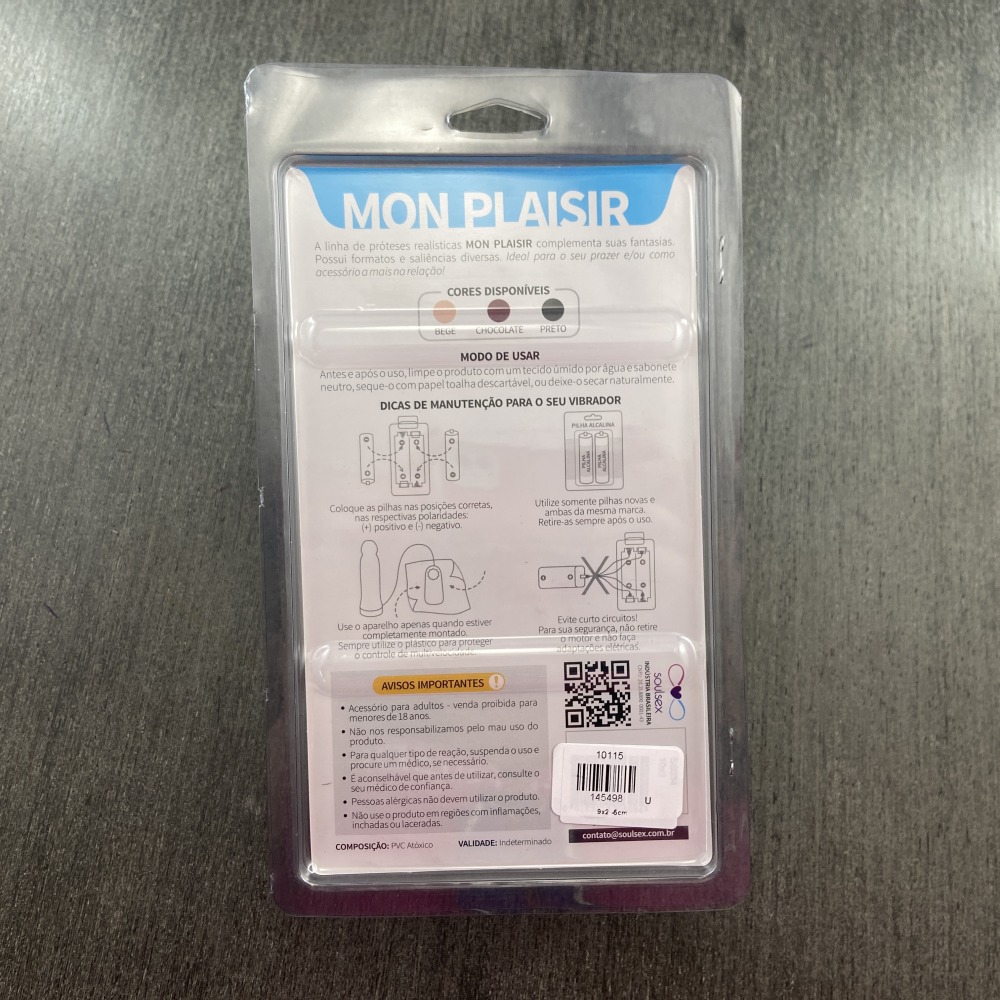 MON PLAISIR
A linha de próteses realísticas MON PLAISIR complementa suas fantasias.
Possui formatos e saliências diversas. Ideal para o seu prazer e/ou como
acessório a mais na relação!
CORES DISPONÍVEIS
BEGE CHOCOLATE PRETO
MODO DE USAR
Antes e após o uso, limpe o produto com um tecido úmido por água e sabonete
neutro, seque-o com papel toalha descartável, ou deixe-o secar naturalmente.
DICAS DE MANUTENÇÃO PARA O SEU VIBRADOR
PILHA ALCALINA
PILHA ALCALINA
PILHA ALCALINA
Coloque as pilhas nas posições corretas,
nas respectivas polaridades:
(+) positivo e (-) negativo.
Utilize somente pilhas novas e
ambas da mesma marca.
Retire-as sempre após o uso.
Use o aparelho apenas quando estiver
completamente montado.
Sempre utilize o plástico para proteger
o controle de multivelocidade.
Evite curto circuitos!
Para sua segurança, não retire
o motor e não faça
adaptações elétricas.
AVISOS IMPORTANTES !
• Acessório para adultos - venda proibida para
menores de 18 anos.
• Não nos responsabilizamos pelo mau uso do
produto.
• Para qualquer tipo de reação, suspenda o uso e
procure um médico, se necessário.
• É aconselhável que antes de utilizar, consulte o
seu médico de confiança.
• Pessoas alérgicas não devem utilizar o produto.
• Não use o produto em regiões com inflamações,
inchadas ou laceradas.
COMPOSIÇÃO: PVC Atóxico VALIDADE: Indeterminado
soulsex
INDÚSTRIA BRASILEIRA
10115
145498 U
contato@soulsex.com.br